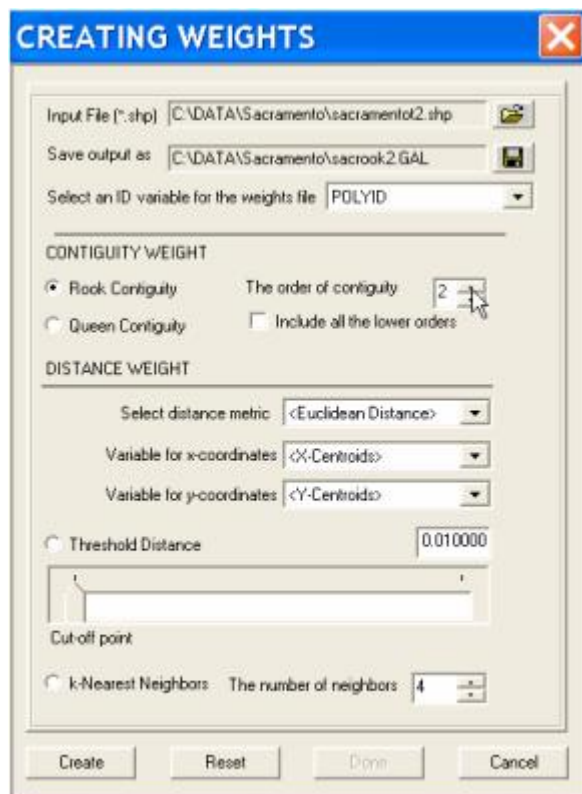 CREATING WEIGHTS
Input File (*.shp) C:\DATA\Sacramento\sacramentot2.shp
Save output as C:\DATA\Sacramento\sacrook2.GAL
Select an ID variable for the weights file POLYID
CONTIGUITY WEIGHT
Rook Contiguity The order of contiguity 2
Queen Contiguity Include all the lower orders
DISTANCE WEIGHT
Select distance metric <Euclidean Distance>
Variable for x-coordinates <X-Centroids>
Variable for y-coordinates <Y-Centroids>
Threshold Distance 0.010000
Cut-off point
k-Nearest Neighbors The number of neighbors 4
Create Reset Done Cancel